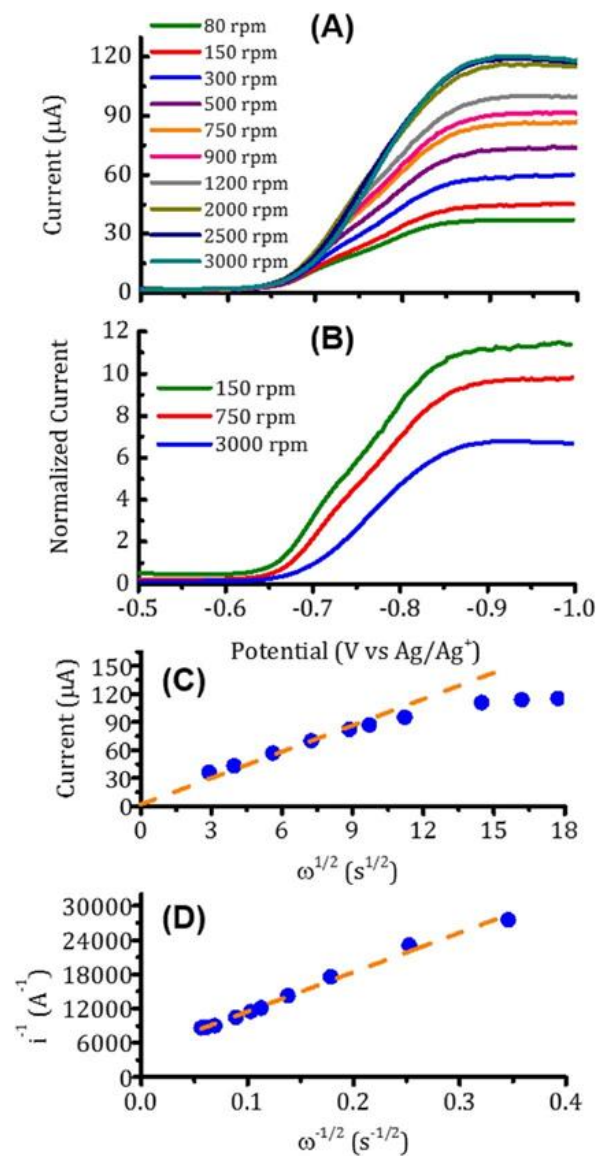 (A)
80 rpm
150 rpm
300 rpm
500 rpm
750 rpm
900 rpm
1200 rpm
2000 rpm
2500 rpm
3000 rpm
Current (μA)
120
90
60
30
0
(B)
150 rpm
750 rpm
3000 rpm
Normalized Current
12
10
8
6
4
2
0
-0.5 -0.6 -0.7 -0.8 -0.9 -1.0
Potential (V vs Ag/Ag⁺)
(C)
Current (μA)
150
120
90
60
30
0
0 3 6 9 12 15 18
ω^1/2 (s^1/2)
(D)
i⁻¹ (A⁻¹)
30000
24000
18000
12000
6000
0
0.0 0.1 0.2 0.3 0.4
ω^-1/2 (s^-1/2)